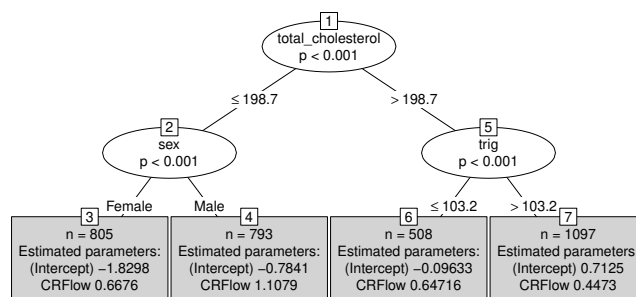 1
total_cholesterol
p < 0.001
≤ 198.7
> 198.7
2
sex
p < 0.001
5
trig
p < 0.001
Female
Male
≤ 103.2
> 103.2
3
n = 805
Estimated parameters:
(Intercept) −1.8298
CRFlow 0.6676
4
n = 793
Estimated parameters:
(Intercept) −0.7841
CRFlow 1.1079
6
n = 508
Estimated parameters:
(Intercept) −0.09633
CRFlow 0.64716
7
n = 1097
Estimated parameters:
(Intercept) 0.7125
CRFlow 0.4473